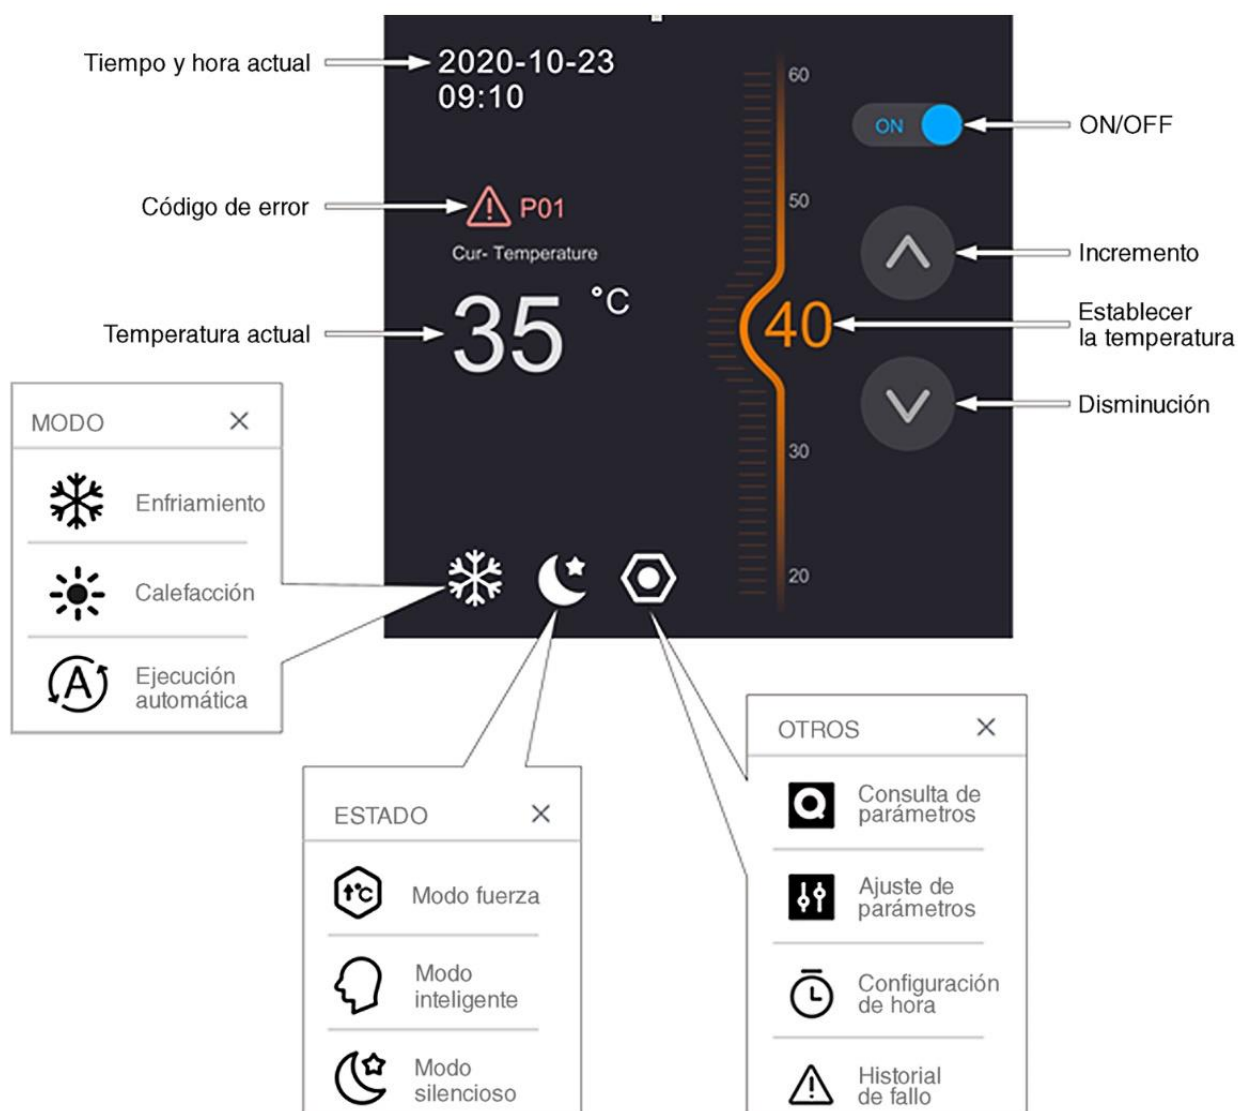 Tiempo y hora actual
2020-10-23
09:10
60
ON
ON/OFF
50
Código de error
P01
Cur- Temperature
Incremento
35 °C
Temperatura actual
40
Establecer
la temperatura
Disminución
30
20
MODO
Enfriamiento
Calefacción
A
Ejecución
automática
ESTADO
°C
Modo fuerza
Modo
inteligente
Modo
silencioso
OTROS
Consulta de
parámetros
Ajuste de
parámetros
Configuración
de hora
Historial
de fallo